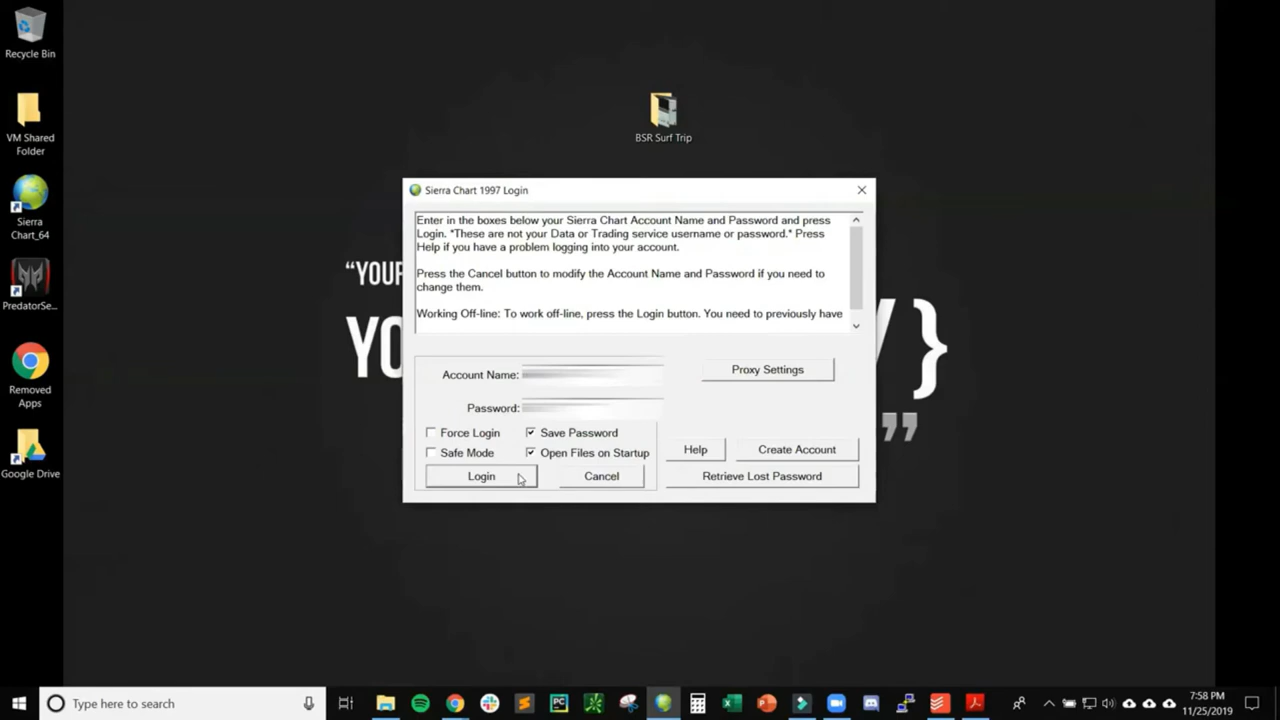 Recycle Bin
VM Shared
Folder
Sierra
Chart_64
PredatorSe...
Removed
Apps
Google Drive
BSR Surf Trip
“YOU
YO
}
”
Sierra Chart 1997 Login
Enter in the boxes below your Sierra Chart Account Name and Password and press
Login. *These are not your Data or Trading service username or password.* Press
Help if you have a problem logging into your account.
Press the Cancel button to modify the Account Name and Password if you need to
change them.
Working Off-line: To work off-line, press the Login button. You need to previously have
Account Name:
Proxy Settings
Password:
Force Login
Save Password
Safe Mode
Open Files on Startup
Help
Create Account
Login
Cancel
Retrieve Lost Password
Type here to search
7:58 PM
11/25/2019